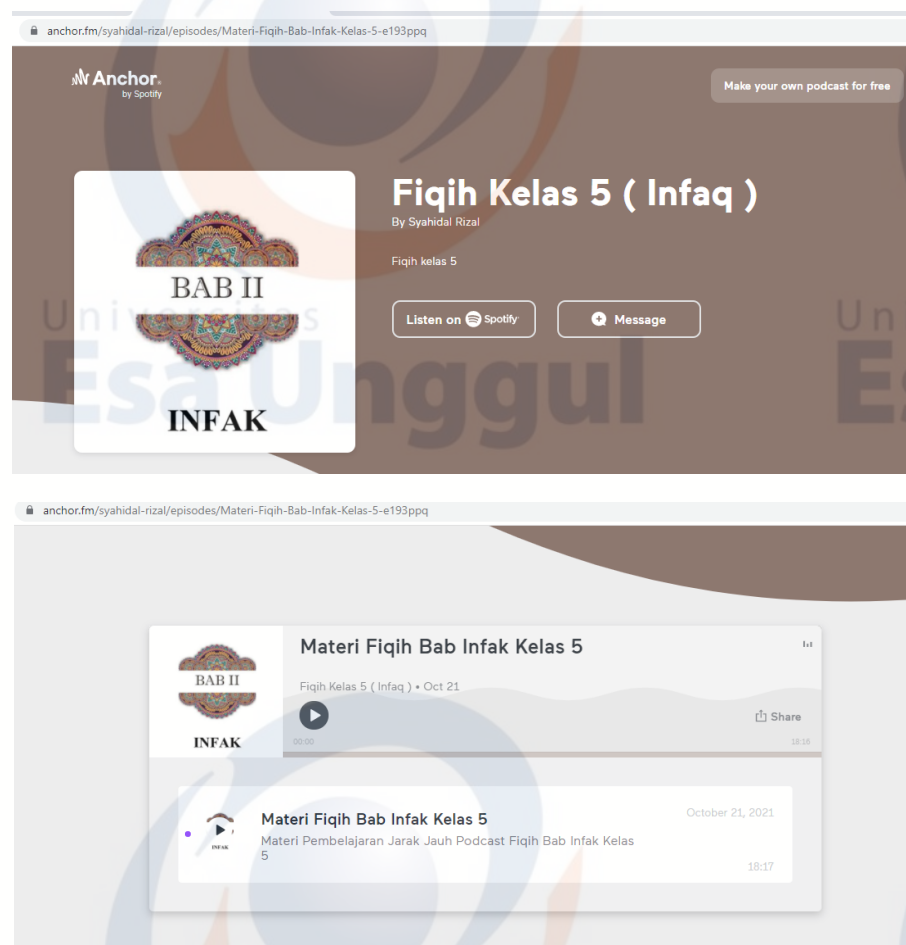 anchor.fm/syahidal-rizal/episodes/Materi-Fiqih-Bab-Infak-Kelas-5-e193ppq
Anchor
by Spotify
Make your own podcast for free
BAB II
INFAK
Fiqih Kelas 5 ( Infaq )
By Syahidal Rizal
Fiqih kelas 5
Listen on Spotify
Message
Universitas
Esa Unggul
Un
Es
anchor.fm/syahidal-rizal/episodes/Materi-Fiqih-Bab-Infak-Kelas-5-e193ppq
BAB II
INFAK
Materi Fiqih Bab Infak Kelas 5
Fiqih Kelas 5 ( Infaq ) • Oct 21
Share
00:00
18:18
INFAK
Materi Fiqih Bab Infak Kelas 5
October 21, 2021
Materi Pembelajaran Jarak Jauh Podcast Fiqih Bab Infak Kelas
5
18:17